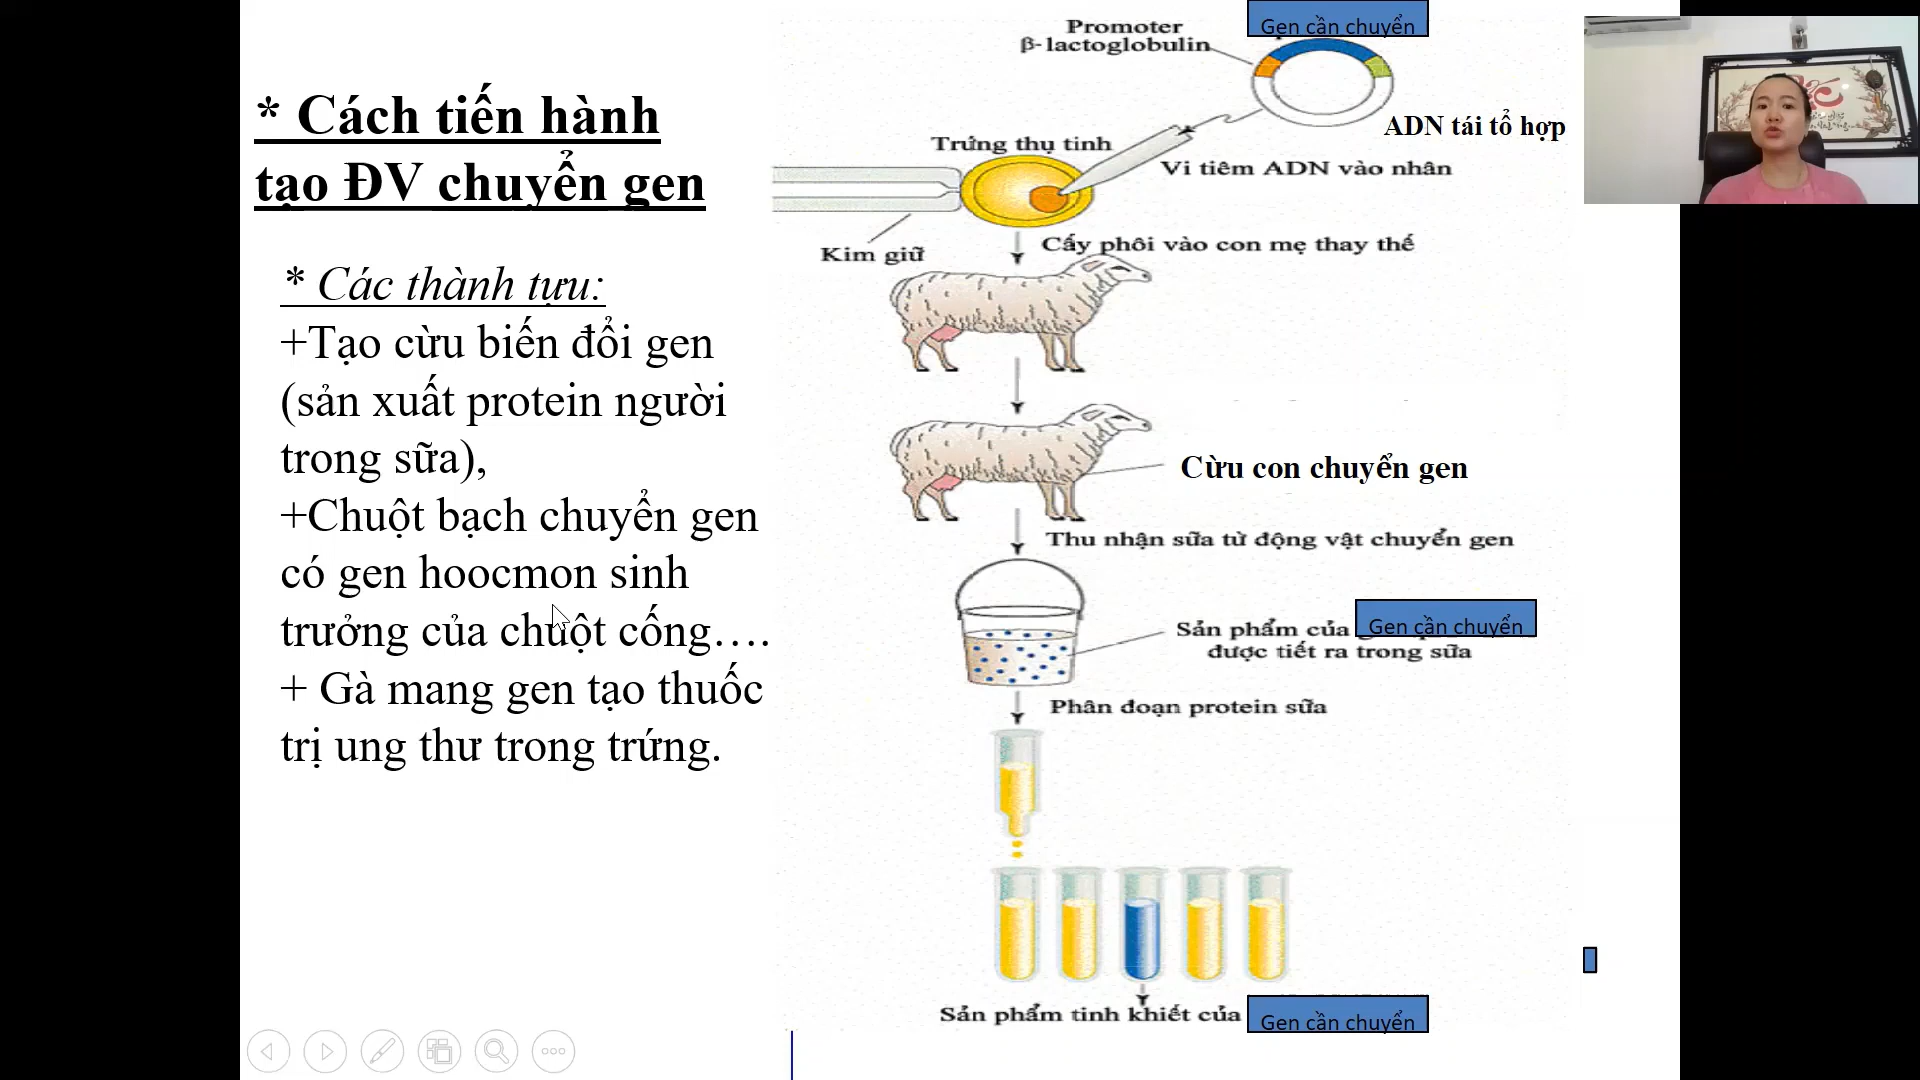 * Cách tiến hành
tạo ĐV chuyển gen
* Các thành tựu:
+Tạo cừu biến đổi gen
(sản xuất protein người
trong sữa),
+Chuột bạch chuyển gen
có gen hoocmon sinh
trưởng của chuột cống….
+ Gà mang gen tạo thuốc
trị ung thư trong trứng.
Promoter
β-lactoglobulin
Gen cần chuyển
ADN tái tổ hợp
Trứng thụ tinh
Vi tiêm ADN vào nhân
Kim giữ
Cấy phôi vào con mẹ thay thế
Cừu con chuyển gen
Thu nhận sữa từ động vật chuyển gen
Sản phẩm của Gen cần chuyển
được tiết ra trong sữa
Phân đoạn protein sữa
Sản phẩm tinh khiết của Gen cần chuyển